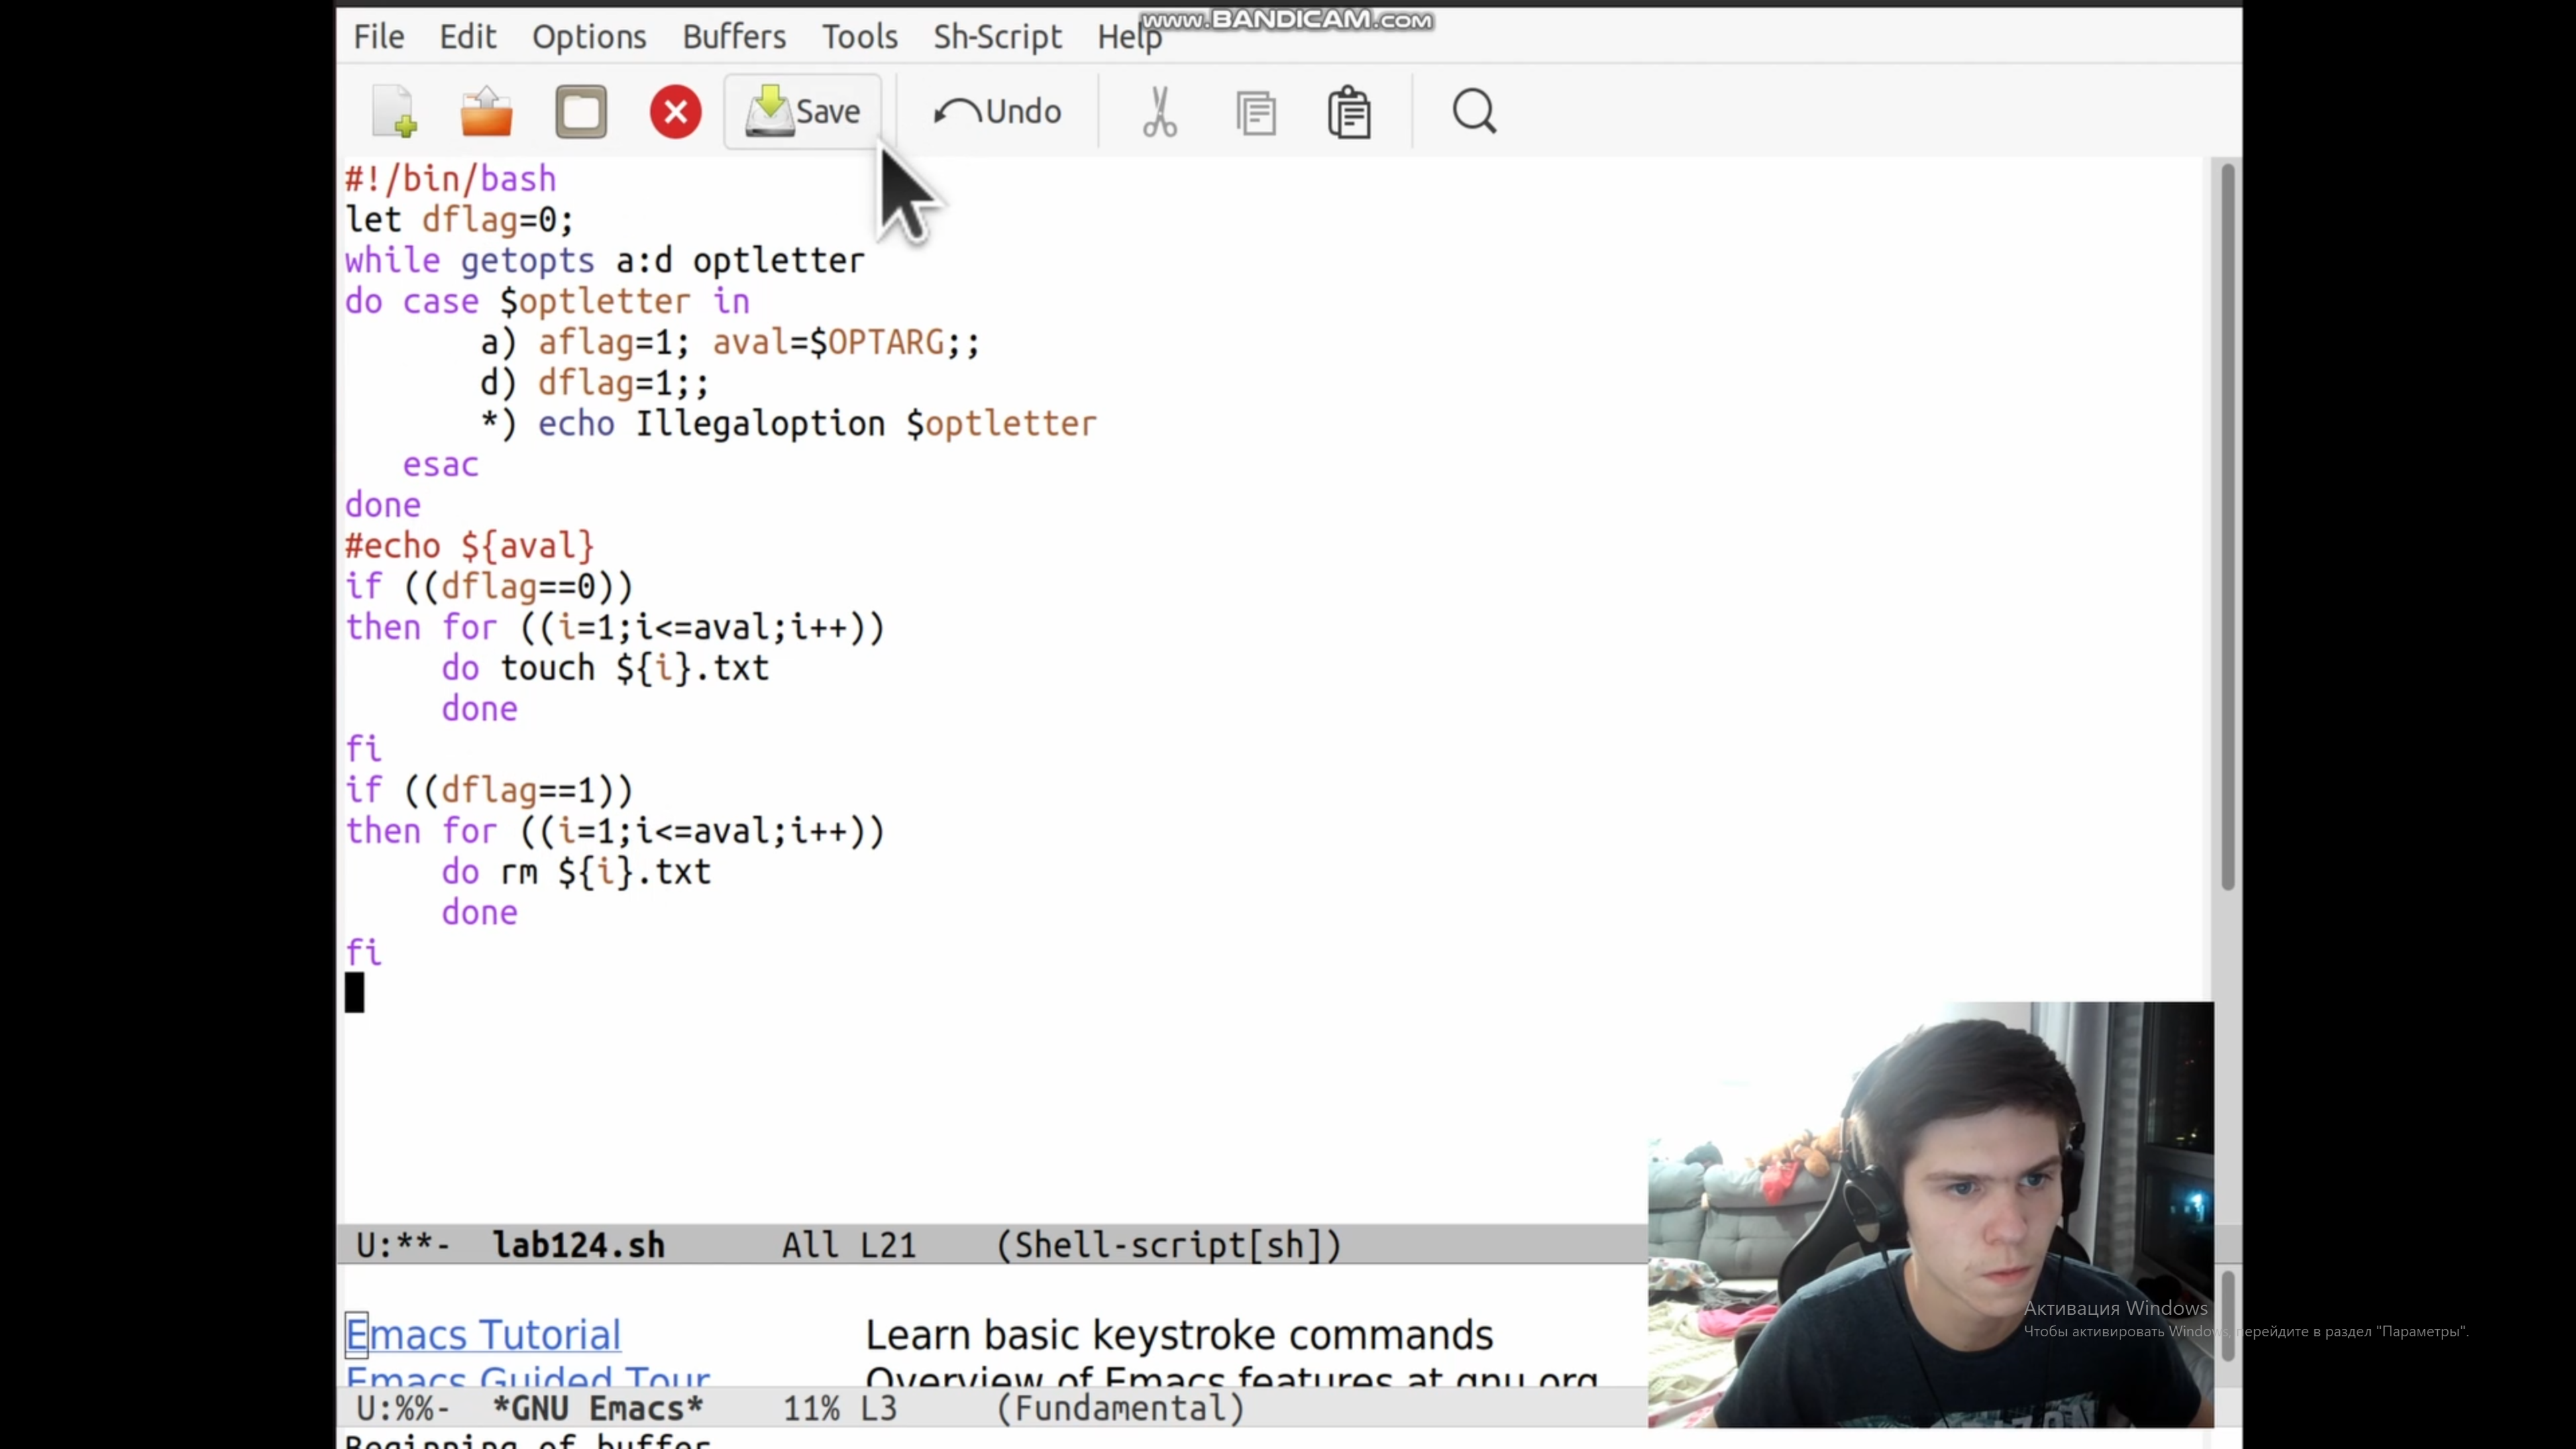 www.BANDICAM.com
File Edit Options Buffers Tools Sh-Script Help
Save Undo
#!/bin/bash
let dflag=0;
while getopts a:d optletter
do case $optletter in
a) aflag=1; aval=$OPTARG;;
d) dflag=1;;
*) echo Illegaloption $optletter
esac
done
#echo ${aval}
if ((dflag==0))
then for ((i=1;i<=aval;i++))
do touch ${i}.txt
done
fi
if ((dflag==1))
then for ((i=1;i<=aval;i++))
do rm ${i}.txt
done
fi
U:**- lab124.sh All L21 (Shell-script[sh])
Emacs Tutorial Learn basic keystroke commands
Emacs Guided Tour Overview of Emacs features at gnu.org
U:%%- *GNU Emacs* 11% L3 (Fundamental)
Beginning of buffer
Активация Windows
Чтобы активировать Windows, перейдите в раздел "Параметры".